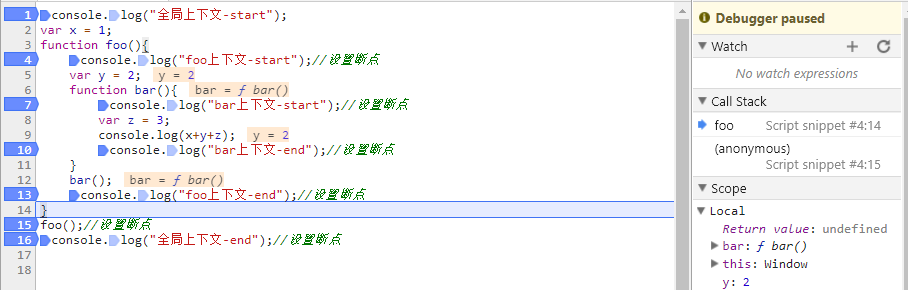 1 console.log("全局上下文-start");
2 var x = 1;
3 function foo(){
4 console.log("foo上下文-start");//设置断点
5 var y = 2; y = 2
6 function bar(){ bar = ƒ bar()
7 console.log("bar上下文-start");//设置断点
8 var z = 3;
9 console.log(x+y+z); y = 2
10 console.log("bar上下文-end");//设置断点
11 }
12 bar(); bar = ƒ bar()
13 console.log("foo上下文-end");//设置断点
14 }
15 foo();//设置断点
16 console.log("全局上下文-end");//设置断点
17
18
Debugger paused
Watch
No watch expressions
Call Stack
foo Script snippet #4:14
(anonymous)
Script snippet #4:15
Scope
Local
Return value: undefined
bar: ƒ bar()
this: Window
y: 2